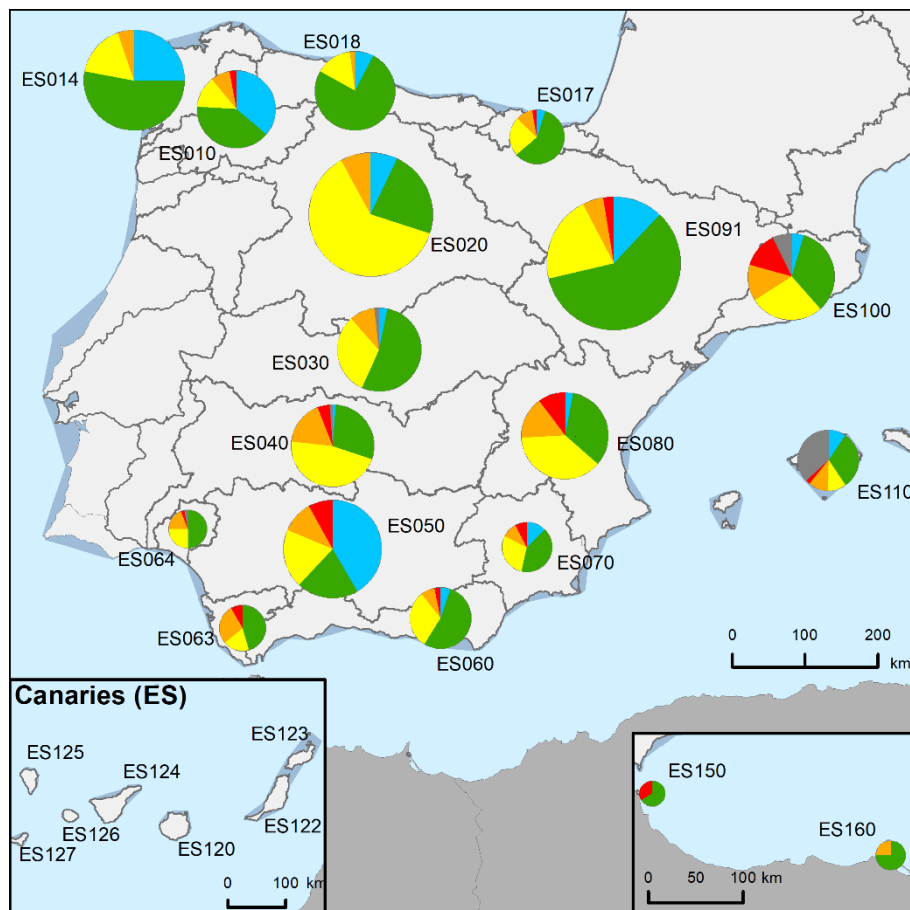 ES018
ES014
ES017
ES010
ES020
ES091
ES100
ES030
ES040
ES080
ES110
ES050
ES064
ES070
ES063
ES060
0 100 200
km
Canaries (ES)
ES123
ES125
ES124
ES126
ES122
ES127
ES120
0 100 km
ES150
ES160
0 50 100
km